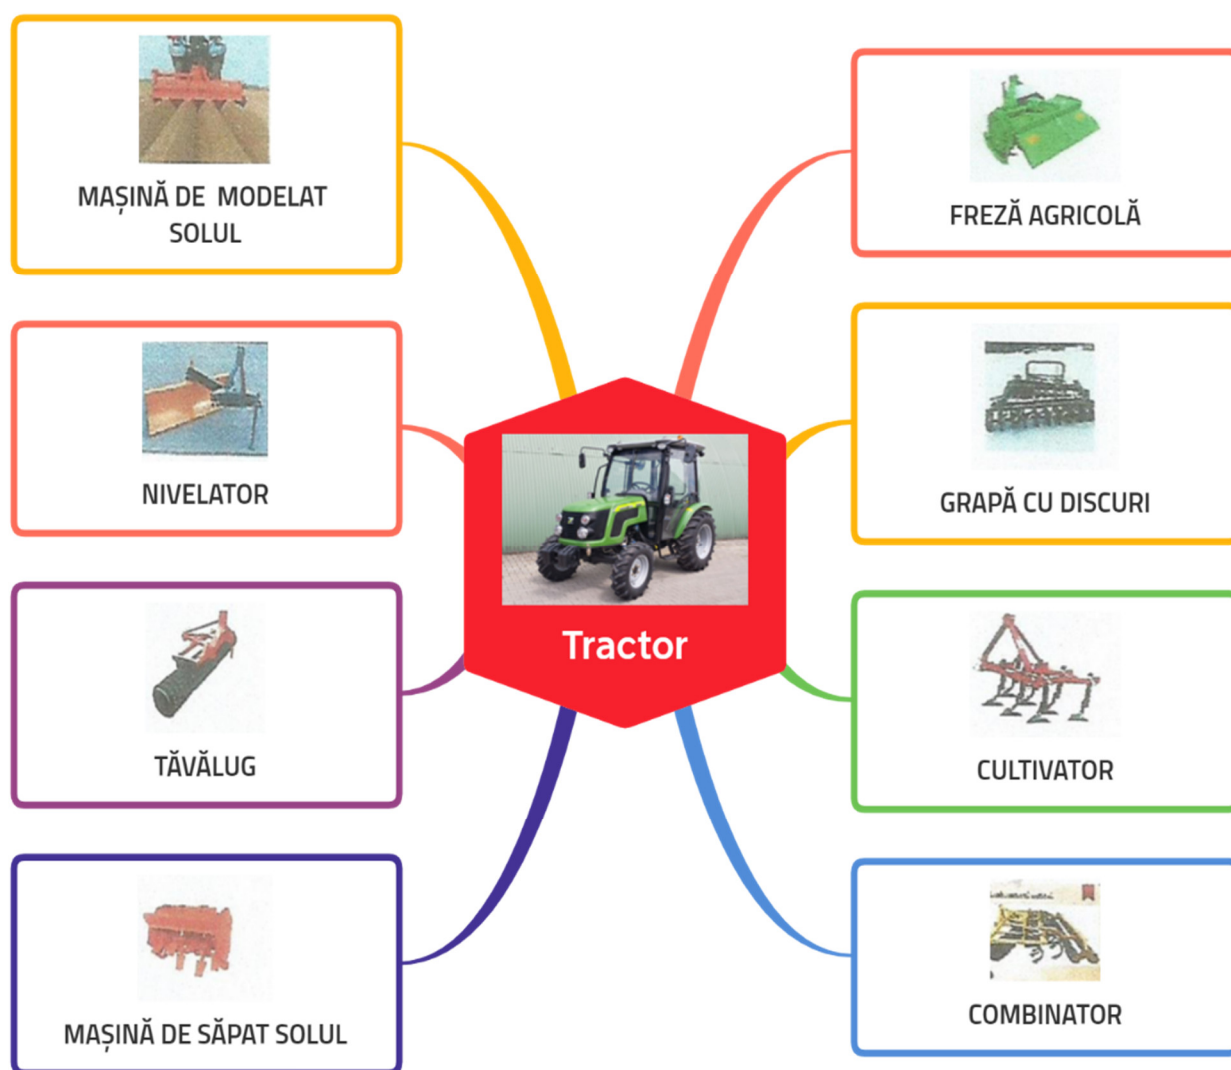 MAȘINĂ DE MODELAT
SOLUL
NIVELATOR
TĂVĂLUG
MAȘINĂ DE SĂPAT SOLUL
Tractor
FREZĂ AGRICOLĂ
GRAPĂ CU DISCURI
CULTIVATOR
COMBINATOR